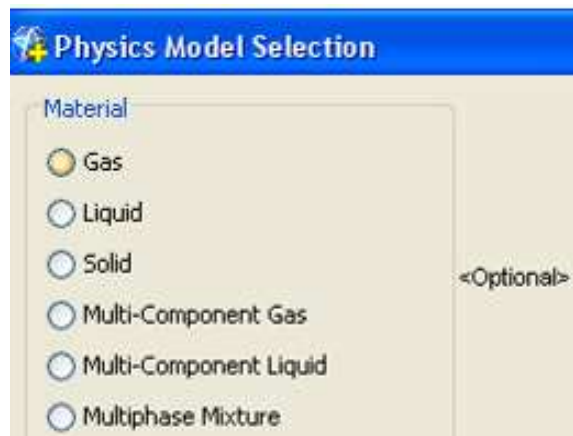 Physics Model Selection
Material
Gas
Liquid
Solid
<Optional>
Multi-Component Gas
Multi-Component Liquid
Multiphase Mixture